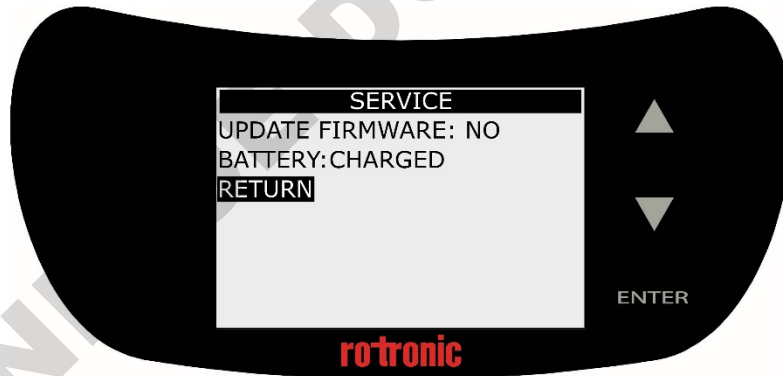 SERVICE
UPDATE FIRMWARE: NO
BATTERY:CHARGED
RETURN
ENTER
rotronic